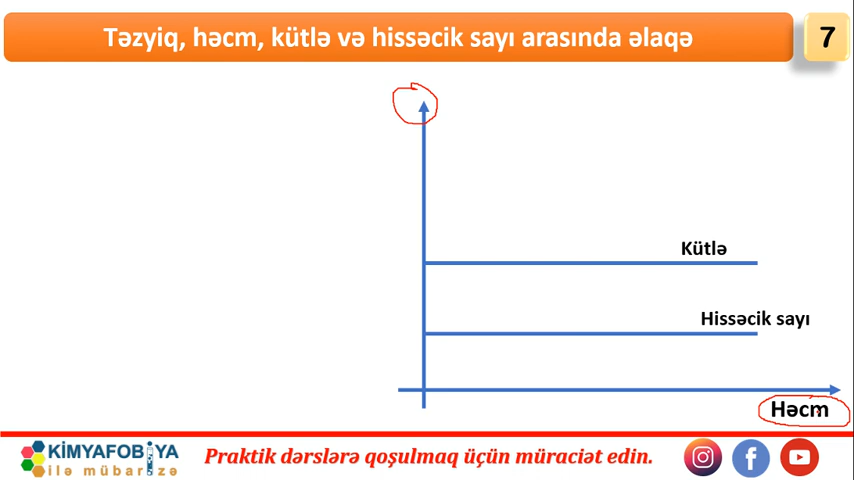 Təzyiq, həcm, kütlə və hissəcik sayı arasında əlaqə
7
Kütlə
Hissəcik sayı
Həcm
KİMYAFOBİYA
ilə mübarizə
Praktik dərslərə qoşulmaq üçün müraciət edin.